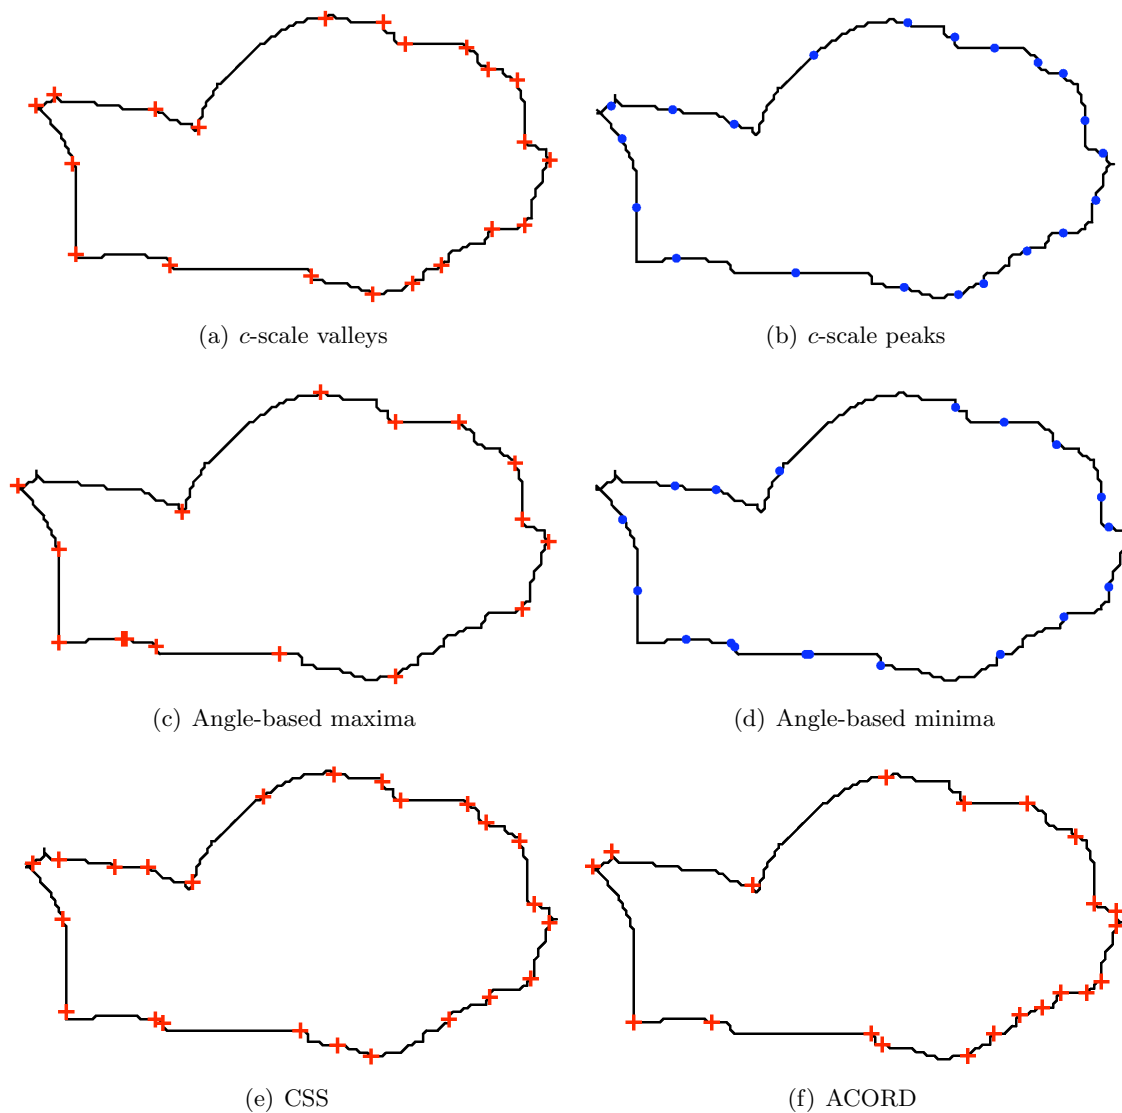 (a) c-scale valleys
(b) c-scale peaks
(c) Angle-based maxima
(d) Angle-based minima
(e) CSS
(f) ACORD